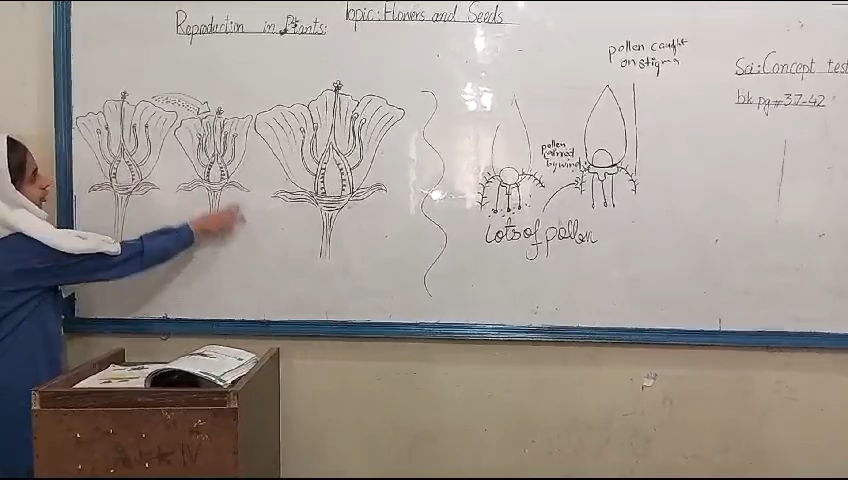 Reproduction in Plants:
Topic: Flowers and Seeds
pollen caught
on stigma
Sci: Concept test
bk pg # 37-42
pollen
carried
by wind
Lots of pollen
IV